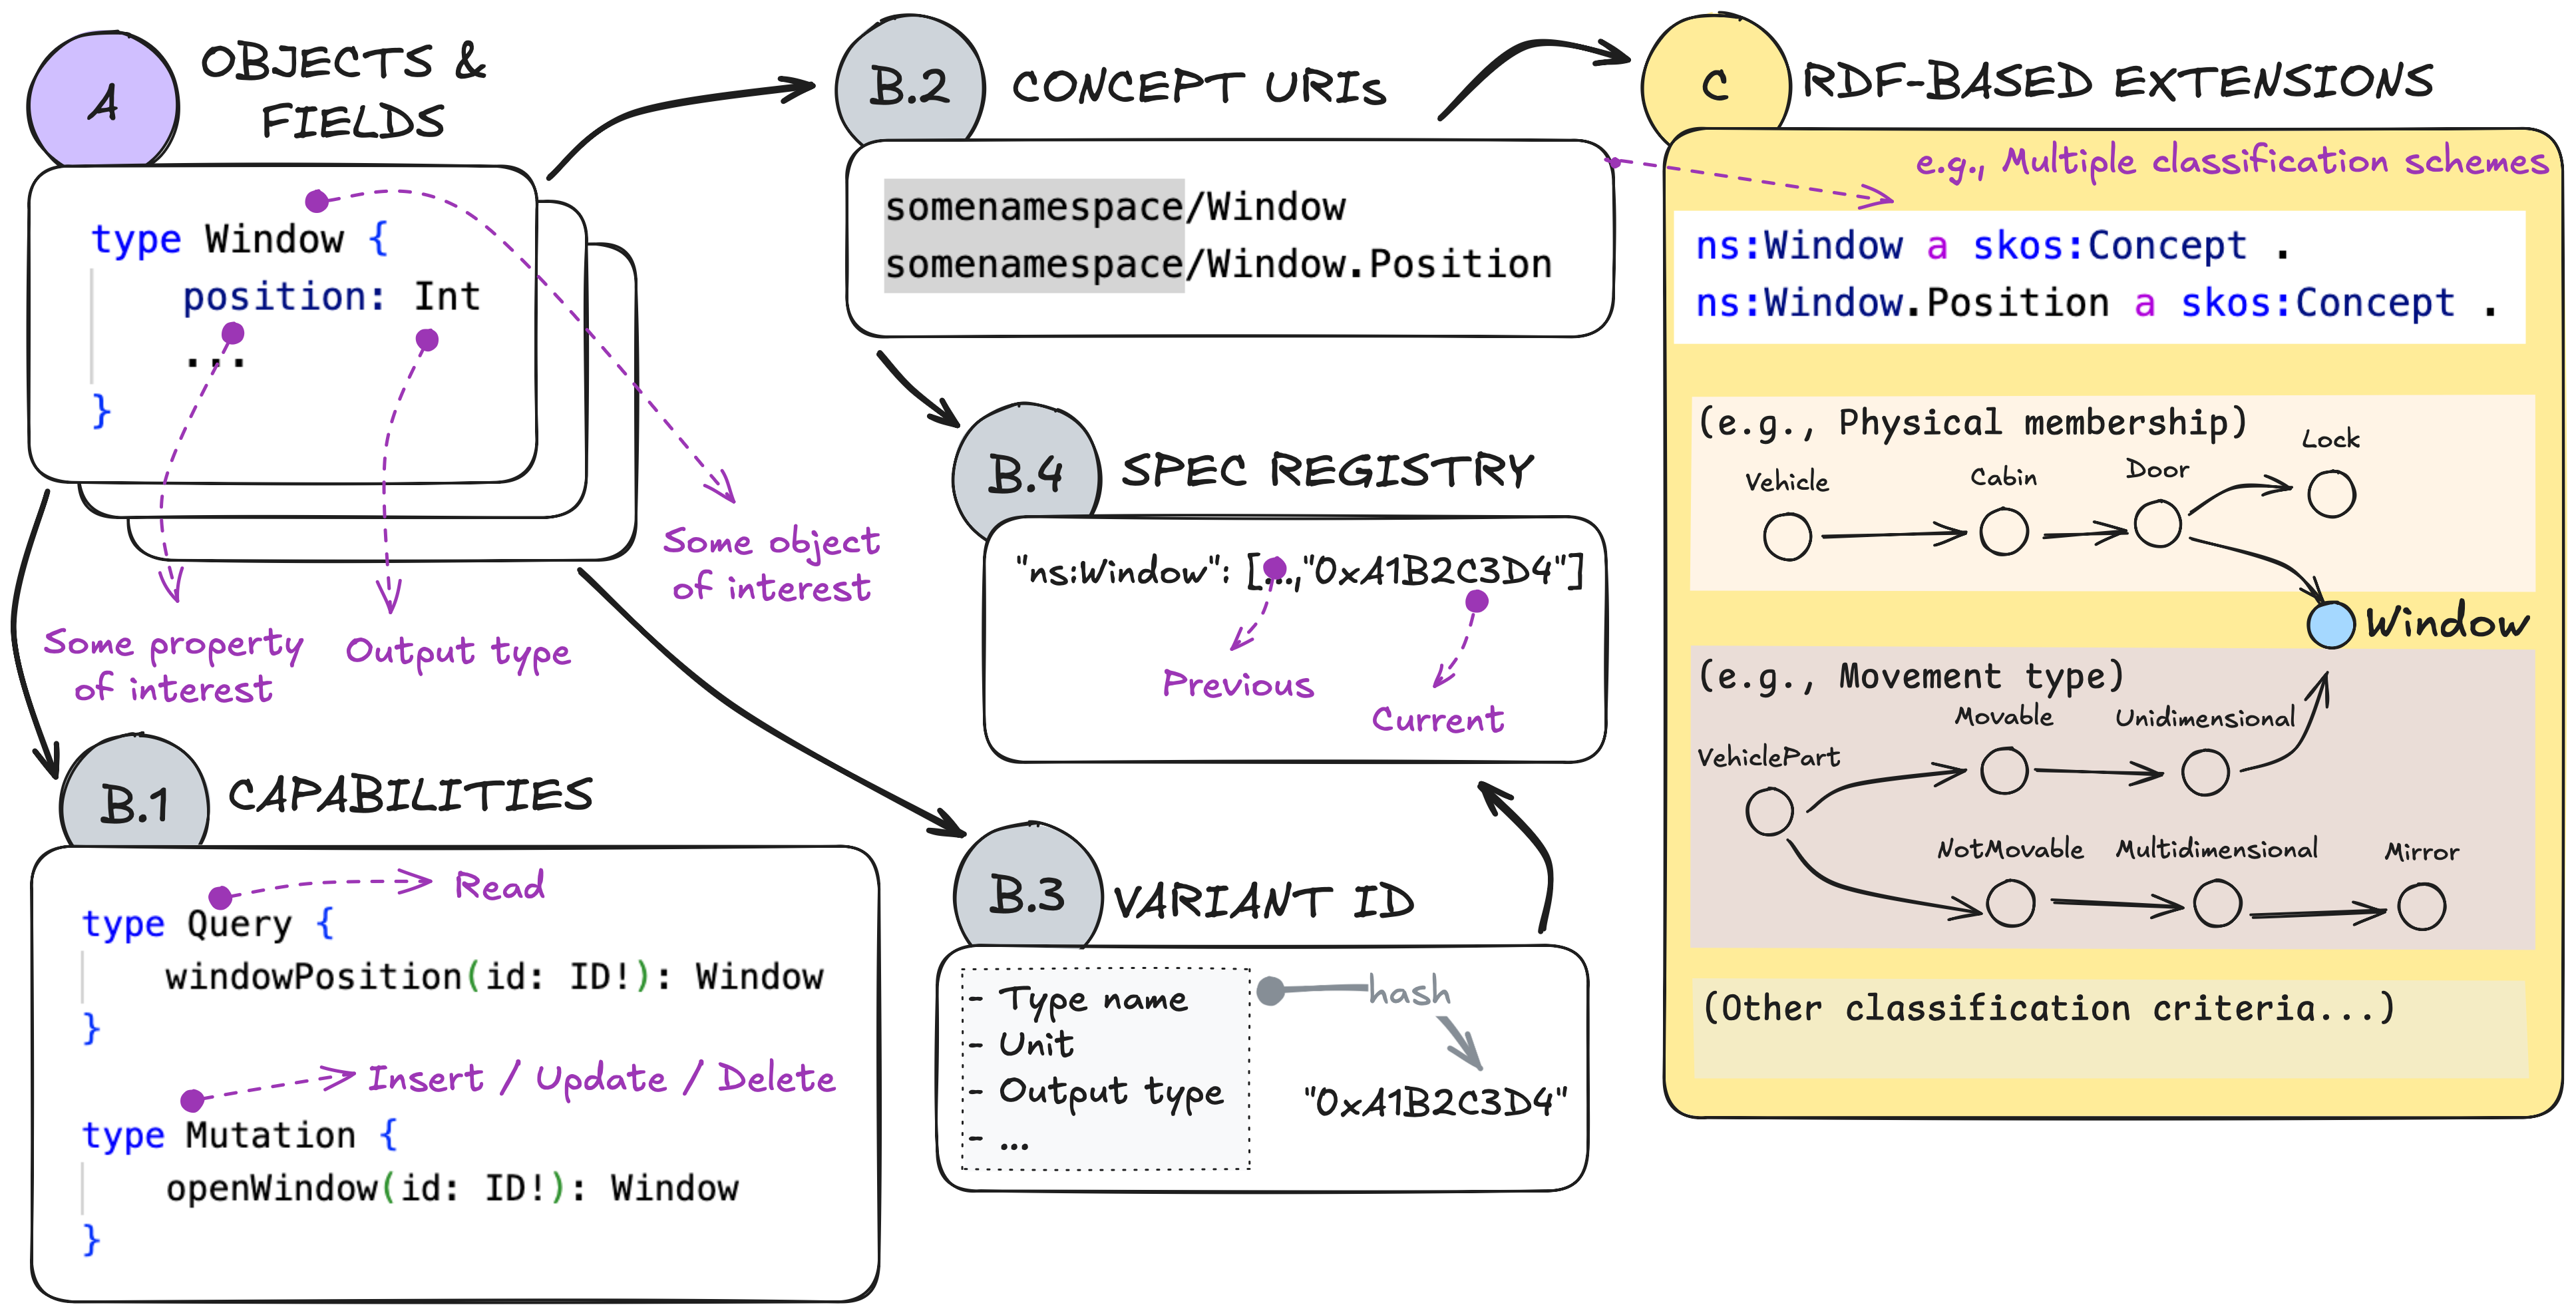 A
OBJECTS &
FIELDS
type Window {
position: Int
...
}
Some object
of interest
Some property
of interest
Output type
B.1
CAPABILITIES
Read
type Query {
windowPosition(id: ID!): Window
}
Insert / Update / Delete
type Mutation {
openWindow(id: ID!): Window
}
B.2
CONCEPT URIs
somenamespace/Window
somenamespace/Window.Position
B.4
SPEC REGISTRY
"ns:Window": [...,"0xA1B2C3D4"]
Previous
Current
B.3
VARIANT ID
- Type name
- Unit
- Output type
- ...
hash
"0xA1B2C3D4"
C
RDF-BASED EXTENSIONS
e.g., Multiple classification schemes
ns:Window a skos:Concept .
ns:Window.Position a skos:Concept .
(e.g., Physical membership)
Vehicle
Cabin
Door
Lock
Window
(e.g., Movement type)
VehiclePart
Movable
Unidimensional
NotMovable
Multidimensional
Mirror
(Other classification criteria...)